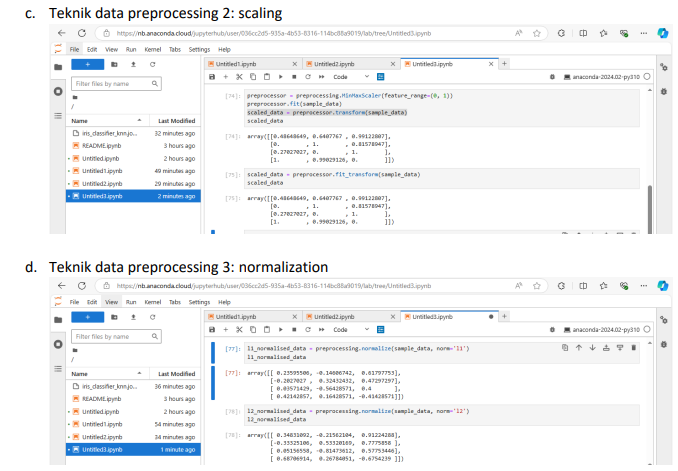 c. Teknik data preprocessing 2: scaling
https://nb.anaconda.cloud/jupyterhub/user/036cc2d5-935a-4b53-8316-114bc88a9019/lab/tree/Untitled3.ipynb
File Edit View Run Kernel Tabs Settings Help
Untitled1.ipynb × Untitled2.ipynb × Untitled3.ipynb × +
Code anaconda-2024.02-py310
Filter files by name
/
Name Last Modified
iris_classifier_knn.jo... 32 minutes ago
README.ipynb 3 hours ago
Untitled.ipynb 2 hours ago
Untitled1.ipynb 49 minutes ago
Untitled2.ipynb 29 minutes ago
Untitled3.ipynb 2 minutes ago
[74]: preprocessor = preprocessing.MinMaxScaler(feature_range=(0, 1))
preprocessor.fit(sample_data)
scaled_data = preprocessor.transform(sample_data)
scaled_data
[74]: array([[0.48648649, 0.6407767 , 0.99122807],
[0. , 1. , 0.81578947],
[0.27027027, 0. , 1. ],
[1. , 0.99029126, 0. ]])
[75]: scaled_data = preprocessor.fit_transform(sample_data)
scaled_data
[75]: array([[0.48648649, 0.6407767 , 0.99122807],
[0. , 1. , 0.81578947],
[0.27027027, 0. , 1. ],
[1. , 0.99029126, 0. ]])
d. Teknik data preprocessing 3: normalization
https://nb.anaconda.cloud/jupyterhub/user/036cc2d5-935a-4b53-8316-114bc88a9019/lab/tree/Untitled3.ipynb
File Edit View Run Kernel Tabs Settings Help
Untitled1.ipynb × Untitled2.ipynb × Untitled3.ipynb +
Code anaconda-2024.02-py310
Filter files by name
/
Name Last Modified
iris_classifier_knn.jo... 36 minutes ago
README.ipynb 3 hours ago
Untitled.ipynb 2 hours ago
Untitled1.ipynb 54 minutes ago
Untitled2.ipynb 34 minutes ago
Untitled3.ipynb 1 minute ago
[77]: l1_normalised_data = preprocessing.normalize(sample_data, norm='l1')
l1_normalised_data
[77]: array([[ 0.23595506, -0.14606742, 0.61797753],
[-0.2027027 , 0.32432432, 0.47297297],
[ 0.03571429, -0.56428571, 0.4 ],
[ 0.42142857, 0.16428571, -0.41428571]])
[78]: l2_normalised_data = preprocessing.normalize(sample_data, norm='l2')
l2_normalised_data
[78]: array([[ 0.34831092, -0.21562104, 0.91224288],
[-0.33325106, 0.53320169, 0.7775858 ],
[ 0.05156558, -0.81473612, 0.57753446],
[ 0.68706914, 0.26784051, -0.6754239 ]])